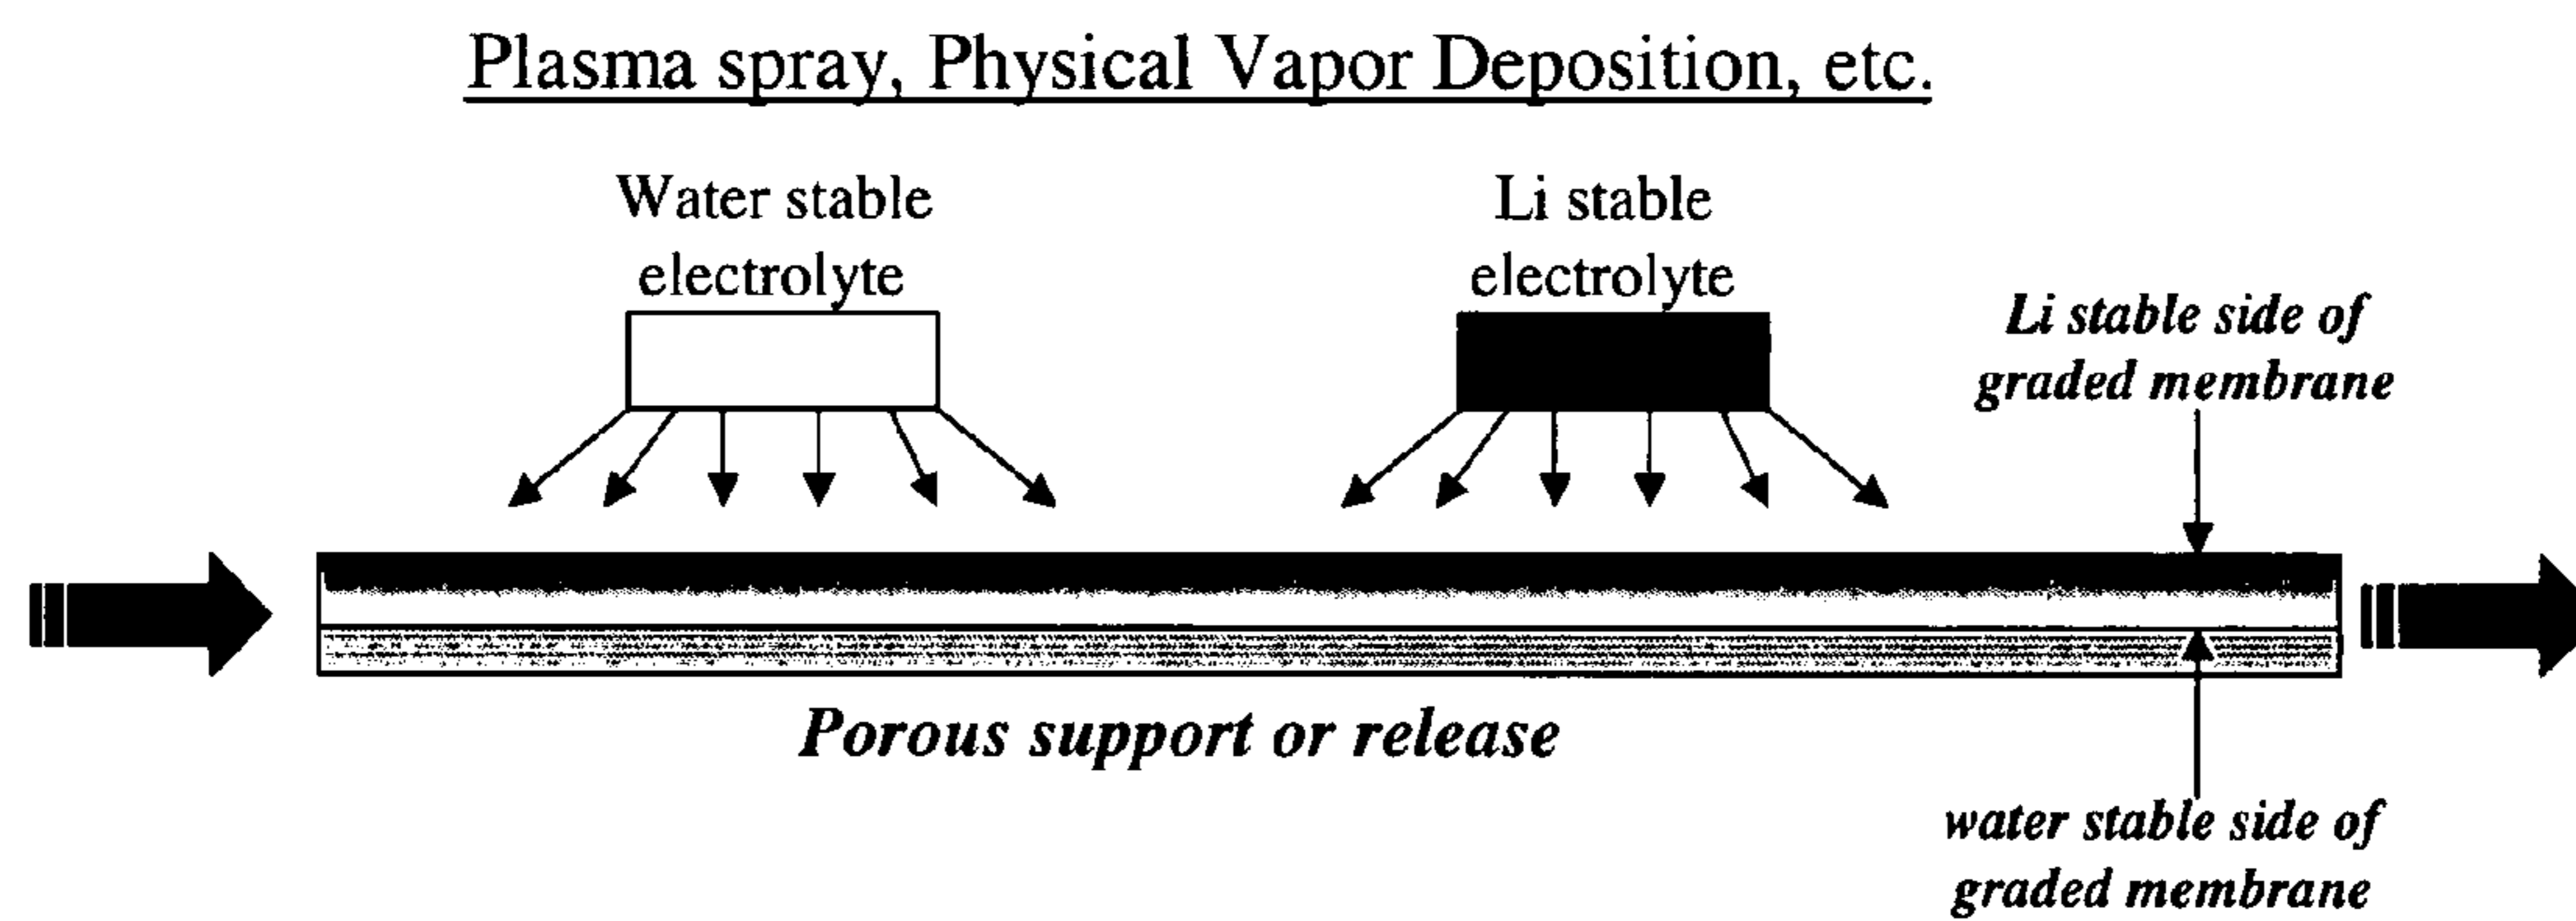 Plasma spray, Physical Vapor Deposition, etc.
Water stable
electrolyte
Li stable
electrolyte
Li stable side of
graded membrane
Porous support or release
water stable side of
graded membrane